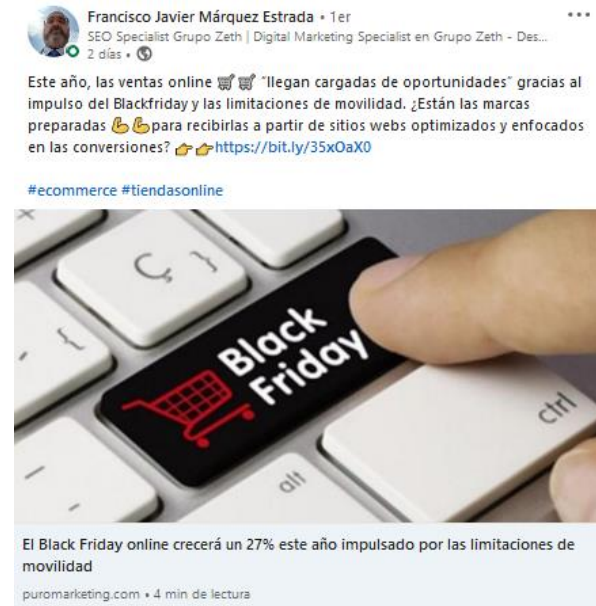 Francisco Javier Márquez Estrada • 1er
SEO Specialist Grupo Zeth | Digital Marketing Specialist en Grupo Zeth - Des...
2 días •
Este año, las ventas online 🛒🛒 "llegan cargadas de oportunidades" gracias al
impulso del Blackfriday y las limitaciones de movilidad. ¿Están las marcas
preparadas 💪💪para recibirlas a partir de sitios webs optimizados y enfocados
en las conversiones? 👉👉https://bit.ly/35xOaX0
#ecommerce #tiendasonline
Ç }
{
Black
Friday
ctrl
alt
El Black Friday online crecerá un 27% este año impulsado por las limitaciones de
movilidad
puromarketing.com • 4 min de lectura